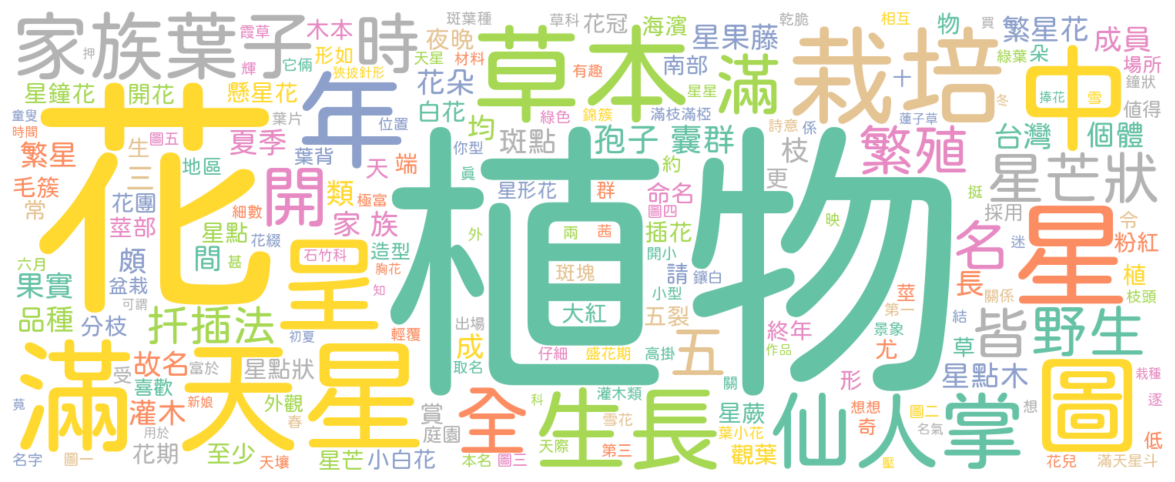 家族葉子時
押
霞草
木本
形如
它倆
狹披針形
斑葉種
夜晚
天星
材料
草科
花冠
有趣
海濱
南部
星果藤
乾脆
詩意
係
相互
十
蓮子草
物
買
冬
繁星花
綠葉
朵
捧花
雪
成員
場所
鐘狀
值得
草本
滿
栽培
中
星鐘花
開花
懸星花
年
花朵
白花
均
綠色
錦簇
滿枝滿椏
星星
童叟
時間
圖五
葉片
夏季
葉背
位置
你型
斑點
孢子
囊群
枝
繁殖
台灣
個體
繁星
生
三
地區
天
端
眞
星形花
群
約
命名
圖四
更
星芒狀
毛簇
常
花
花團
莖部
星點
細數
開
類
極富
家族
插花
兩
茜
開小
請
鑲白
名
採用
挺
迷
映
令
粉紅
植
枝頭
星
頗
間
花綴
石竹科
造型
胸花
外
斑塊
小型
植物
長
莖
關係
第一
果實
六月
盆栽
甚
可謂
呈
知
大紅
五裂
終年
景象
結
品種
分枝
扦插法
初夏
輕覆
出場
成
取名
仔細
盛花期
高掛
五
關
作品
尤
草
皆
野生
滿天星
故名
受
富於
喜歡
竟
新娘
灌木
用於
春
星點狀
外觀
賞
庭園
全
科
灌木類
雪花
生長
天際
第三
星蕨
葉小花
觀葉
形
想想
奇
仙人掌
星點木
圖二
名氣
想
圖
栽種
逐
低
名字
圖一
花期
至少
天壤
星芒
小白花
本名
圖三
壓
花兒
滿天星斗
輝